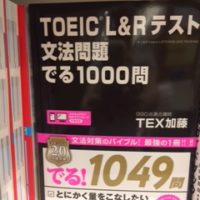 TOEIC L&Rテスト
文法問題
でる1000問
TEX加藤
文法対策のバイブル! 最強の1冊!!
20
でる! 1049問
とにかく量をこなしたい